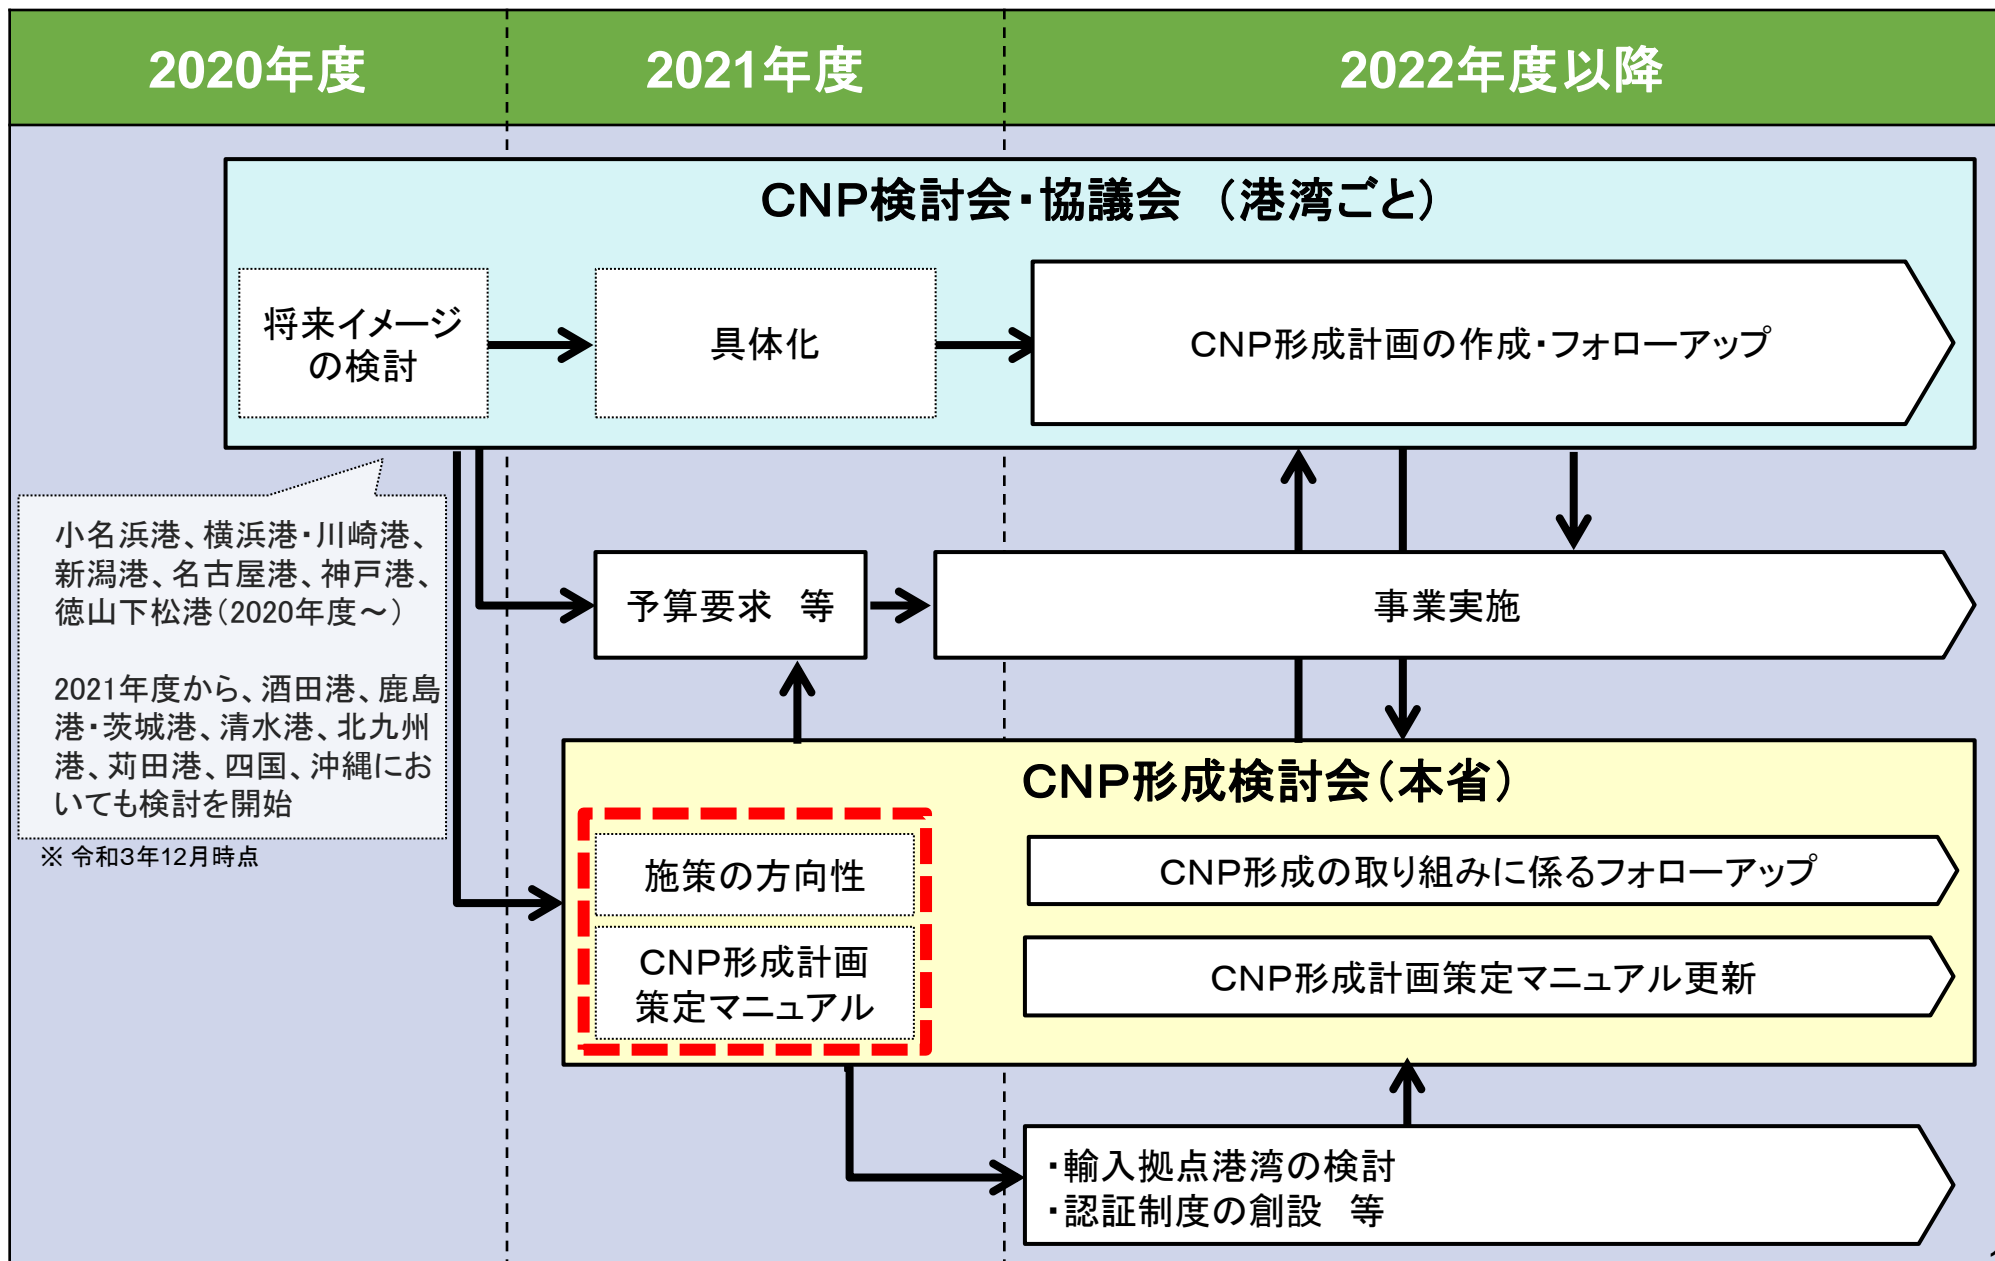 2020年度
2021年度
2022年度以降
CNP検討会・協議会 （港湾ごと）
将来イメージ
の検討
具体化
CNP形成計画の作成・フォローアップ
小名浜港、横浜港・川崎港、
新潟港、名古屋港、神戸港、
徳山下松港（2020年度～）
2021年度から、酒田港、鹿島
港・茨城港、清水港、北九州
港、苅田港、四国、沖縄にお
いても検討を開始
※ 令和3年12月時点
予算要求 等
事業実施
CNP形成検討会（本省）
施策の方向性
CNP形成計画
策定マニュアル
CNP形成の取り組みに係るフォローアップ
CNP形成計画策定マニュアル更新
・輸入拠点港湾の検討
・認証制度の創設 等